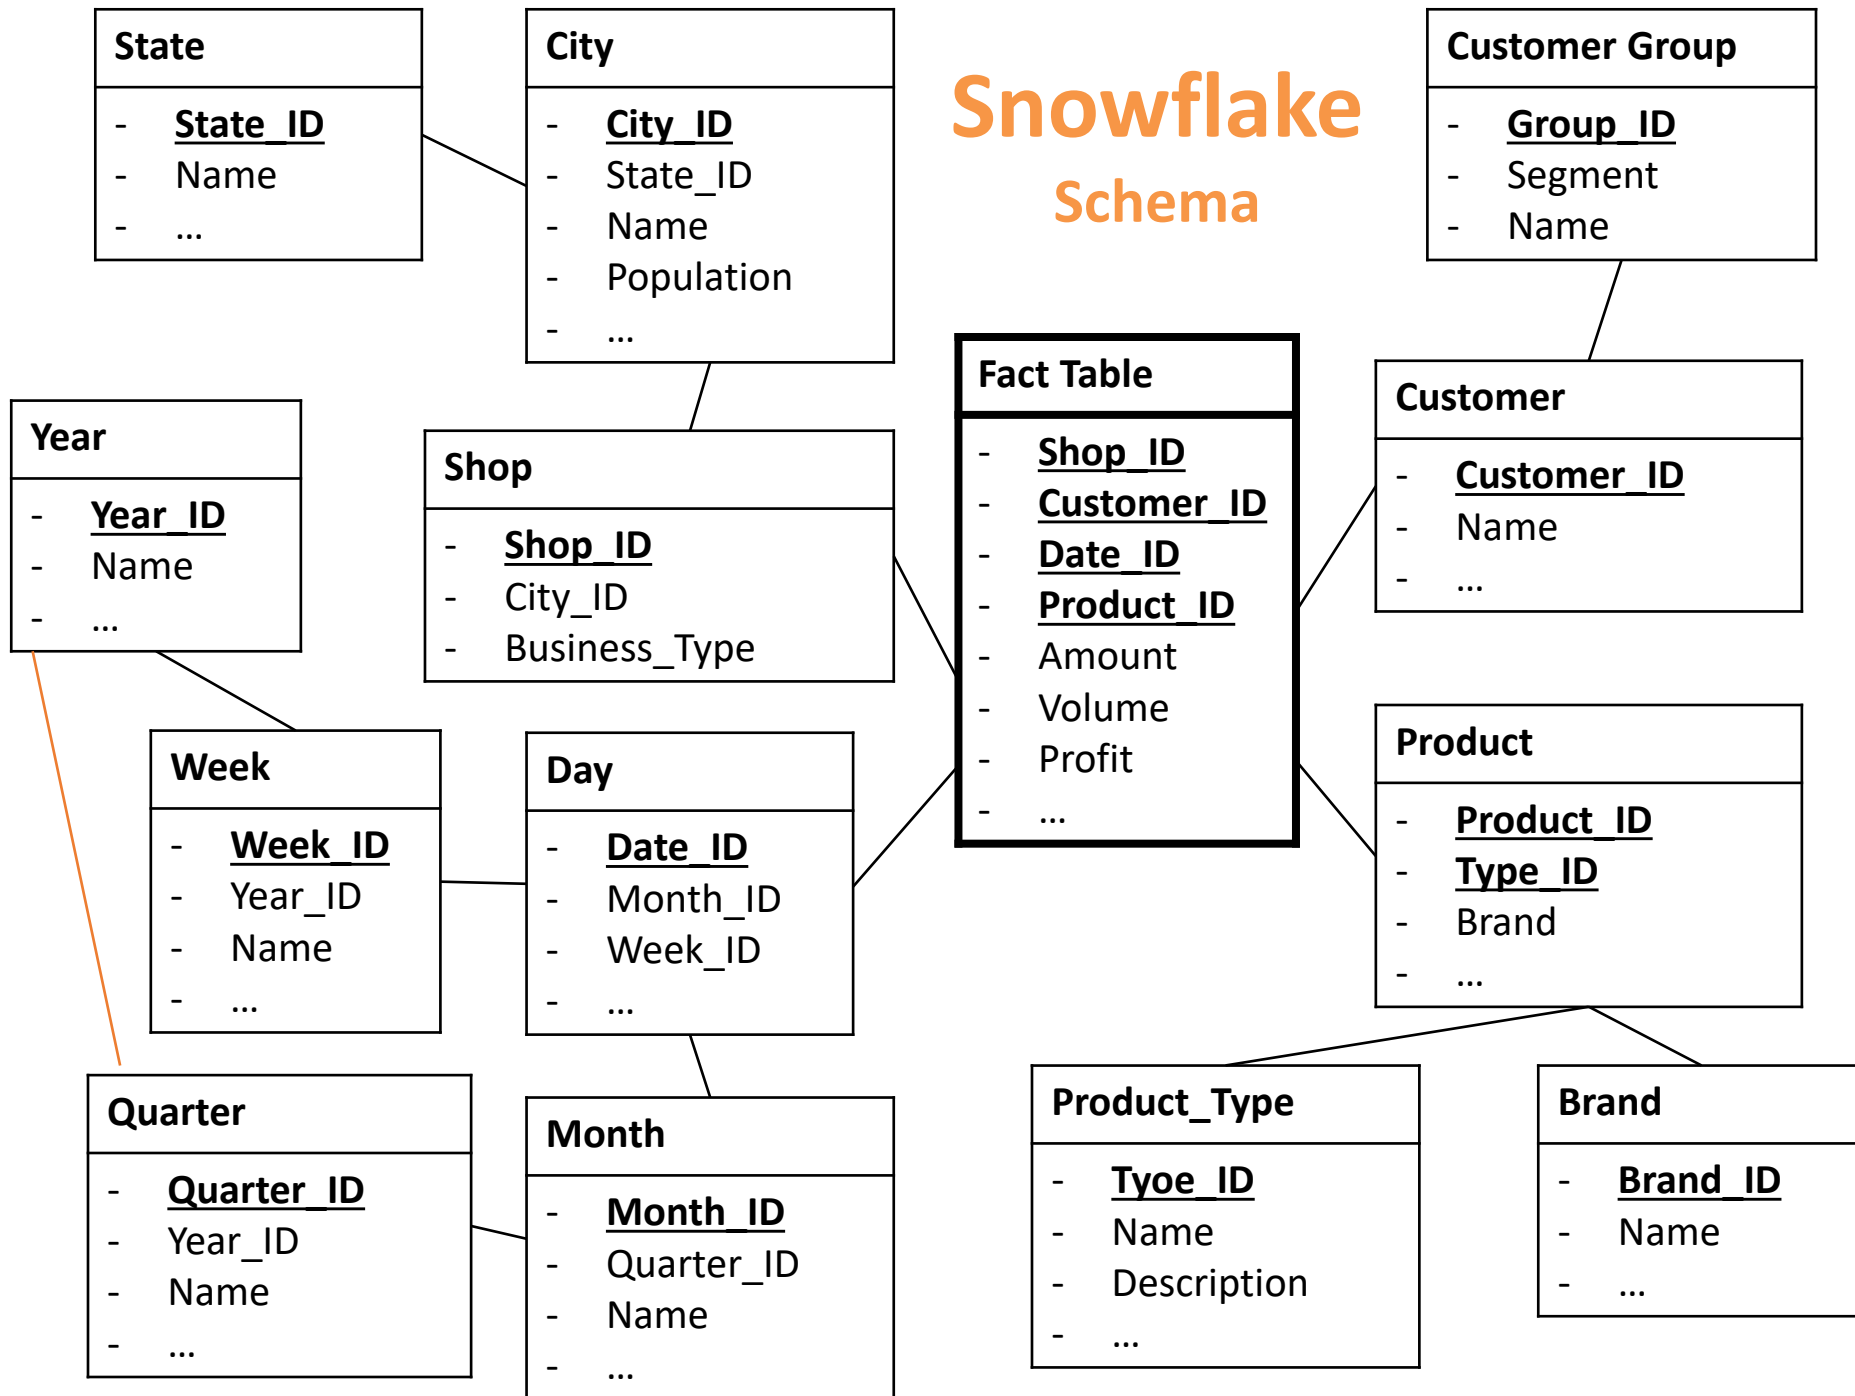 State
- State_ID
- Name
- ...
City
- City_ID
- State_ID
- Name
- Population
- ...
Snowflake
Schema
Customer Group
- Group_ID
- Segment
- Name
Year
- Year_ID
- Name
- ...
Shop
- Shop_ID
- City_ID
- Business_Type
Fact Table
- Shop_ID
- Customer_ID
- Date_ID
- Product_ID
- Amount
- Volume
- Profit
- ...
Customer
- Customer_ID
- Name
- ...
Week
- Week_ID
- Year_ID
- Name
- ...
Day
- Date_ID
- Month_ID
- Week_ID
- ...
Product
- Product_ID
- Type_ID
- Brand
- ...
Quarter
- Quarter_ID
- Year_ID
- Name
- ...
Month
- Month_ID
- Quarter_ID
- Name
- ...
Product_Type
- Tyoe_ID
- Name
- Description
- ...
Brand
- Brand_ID
- Name
- ...